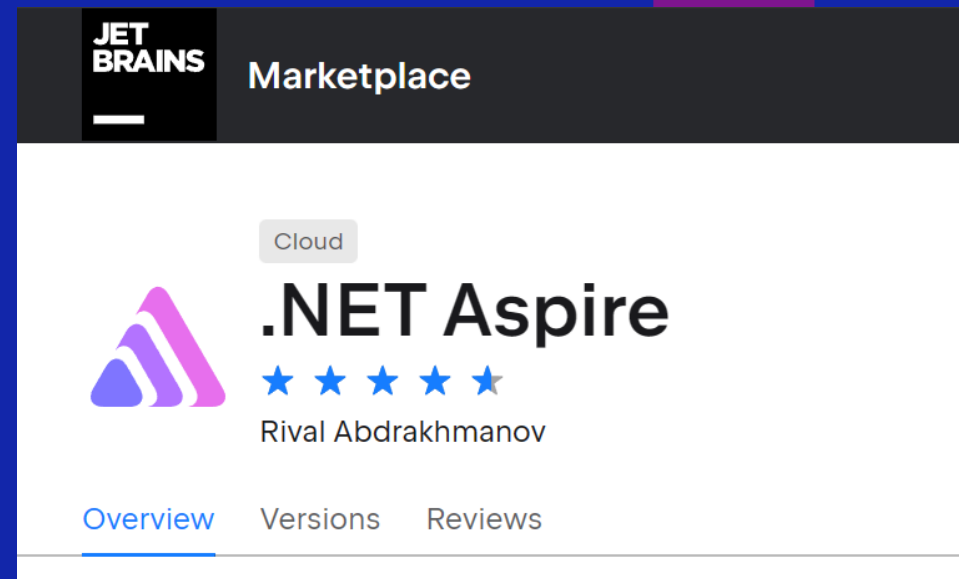 JET
BRAINS
Marketplace
Cloud
.NET Aspire
Rival Abdrakhmanov
Overview Versions Reviews